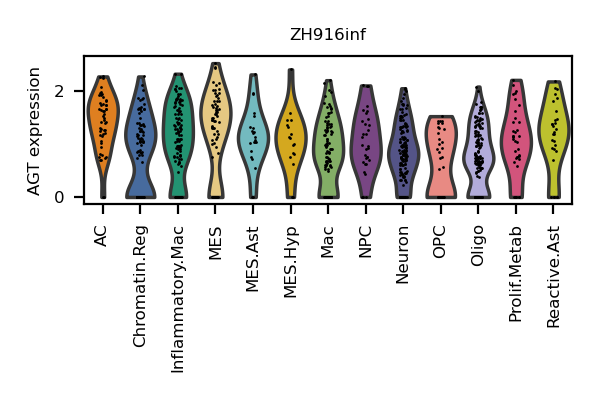 ZH916inf
AGT expression
2
0
AC
Chromatin.Reg
Inflammatory.Mac
MES
MES.Ast
MES.Hyp
Mac
NPC
Neuron
OPC
Oligo
Prolif.Metab
Reactive.Ast